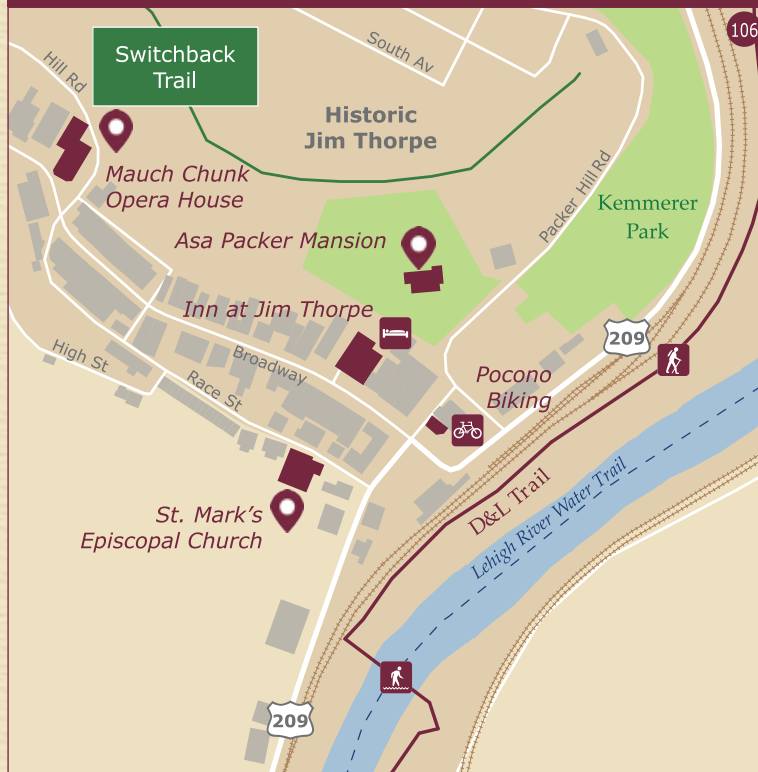 106
Switchback
Trail
South Av
Hill Rd
Historic
Jim Thorpe
Mauch Chunk
Opera House
Packer Hill Rd
Kemmerer
Park
Asa Packer Mansion
Inn at Jim Thorpe
209
High St
Broadway
Race St
Pocono
Biking
D&L Trail
Lehigh River Water Trail
St. Mark's
Episcopal Church
209